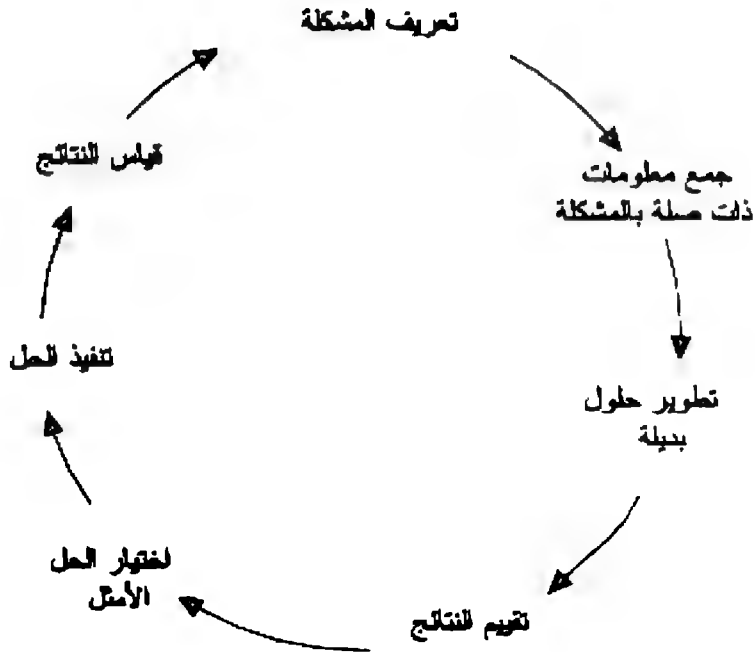 تعريف المشكلة
جمع معلومات
ذات صلة بالمشكلة
تطوير حلول
بديلة
تقييم النتائج
اختيار الحل
الأمثل
تنفيذ الحل
قياس النتائج